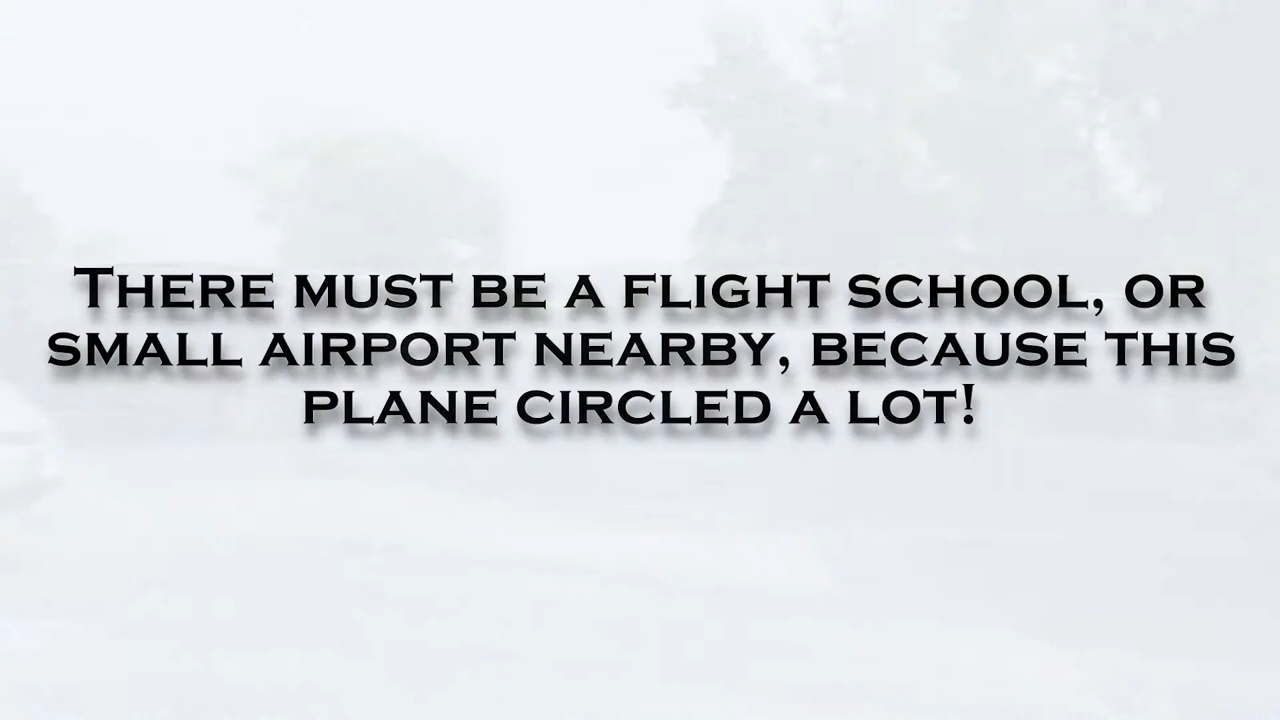 There must be a flight school, or
small airport nearby, because this
plane circled a lot!